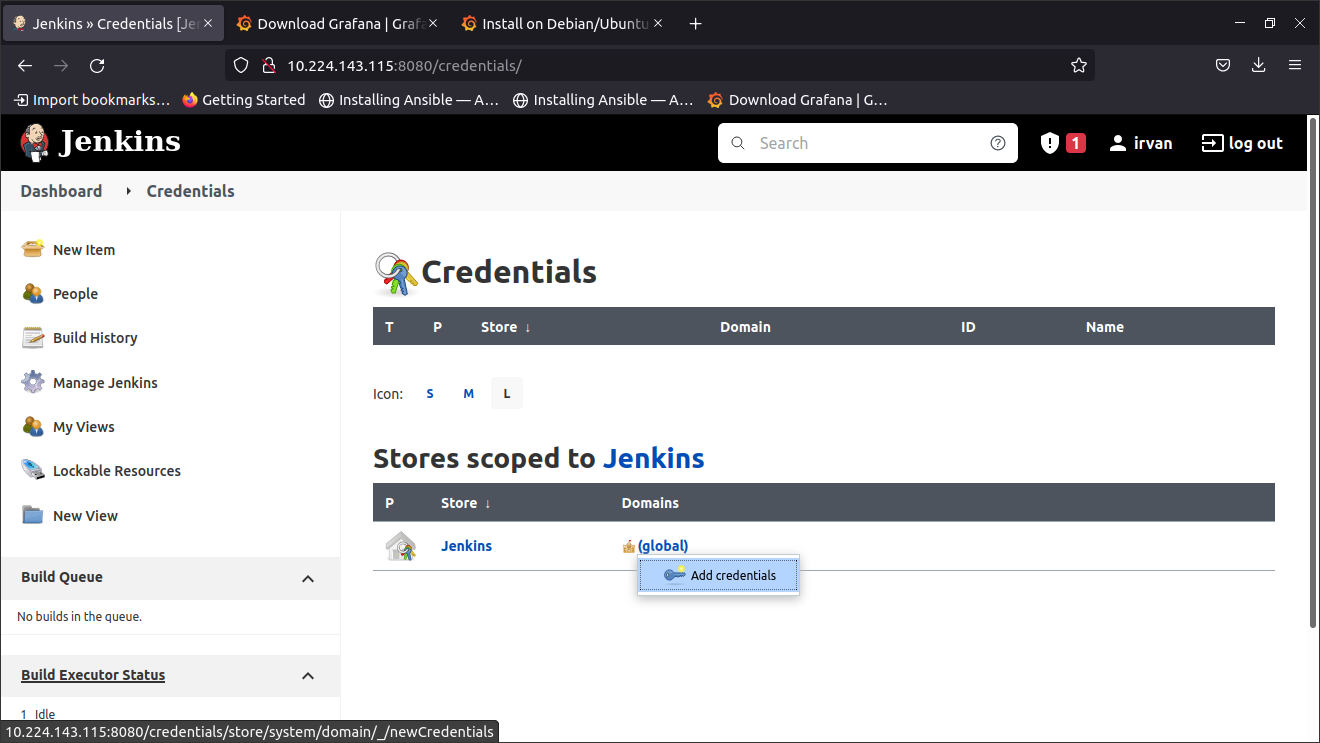 Jenkins » Credentials [Je
Download Grafana | Graf
Install on Debian/Ubuntu
10.224.143.115:8080/credentials/
Import bookmarks... Getting Started Installing Ansible — A... Installing Ansible — A... Download Grafana | G...
Jenkins
Search
1
irvan
log out
Dashboard
Credentials
New Item
People
Build History
Manage Jenkins
My Views
Lockable Resources
New View
Build Queue
No builds in the queue.
Build Executor Status
1 Idle
Credentials
T P Store ↓ Domain ID Name
Icon: S M L
Stores scoped to Jenkins
P Store ↓ Domains
Jenkins (global)
Add credentials
10.224.143.115:8080/credentials/store/system/domain/_/newCredentials